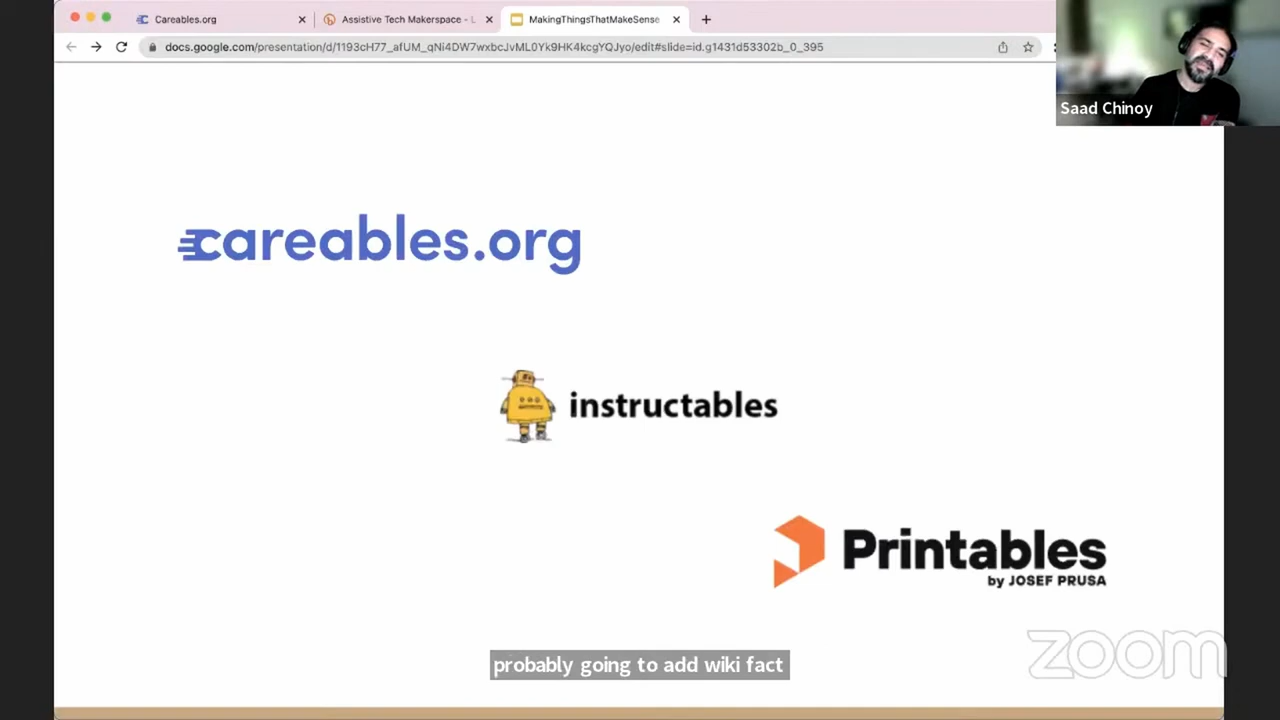 Careables.org
Assistive Tech Makerspace - L
MakingThingsThatMakeSense
docs.google.com/presentation/d/1193cH77_afUM_qNi4DW7wxbcJvML0Yk9HK4kcgYQJyo/edit#slide=id.g1431d53302b_0_395
Saad Chinoy
careables.org
instructables
Printables
by JOSEF PRUSA
probably going to add wiki fact
zoom